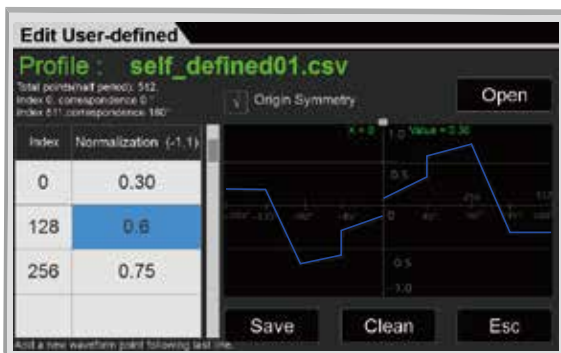 Edit User-defined
Profile : self_defined01.csv
Total points(half period): 512.
Index 0, correspondence 0°
Index 511, correspondence 180°
√ Origin Symmetry
Open
Index Normalization (-1,1)
0 0.30
128 0.6
256 0.75
X = 0 Value = 0.30
1.0
0.5
0
0.5
-1.0
Save Clean Esc
Add a new waveform point following last line.